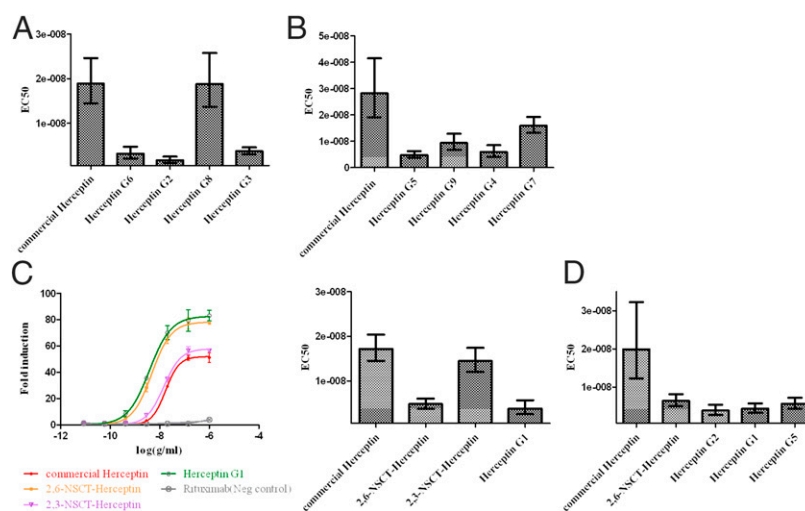 A
EC50
3e-008
2e-008
1e-008
commercial Herceptin
Herceptin G6
Herceptin G2
Herceptin G8
Herceptin G3
B
EC50
5e-008
4e-008
3e-008
2e-008
1e-008
0
commercial Herceptin
Herceptin G5
Herceptin G9
Herceptin G4
Herceptin G7
C
Fold induction
100
80
60
40
20
0
-12
-10
-8
-6
-4
log(g/ml)
commercial Herceptin
2,6-NSCT-Herceptin
2,3-NSCT-Herceptin
Herceptin G1
Rituximab(Neg control)
EC50
3e-008
2e-008
1e-008
commercial Herceptin
2,6-NSCT-Herceptin
2,3-NSCT-Herceptin
Herceptin G1
D
EC50
3e-008
2e-008
1e-008
commercial Herceptin
2,6-NSCT-Herceptin
Herceptin G2
Herceptin G1
Herceptin G5